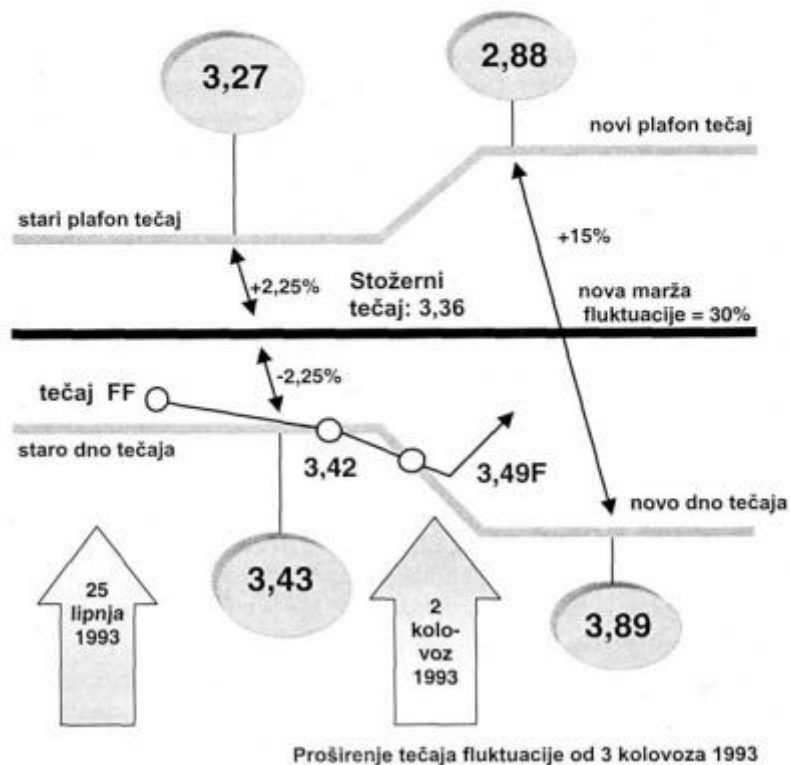 3,27
2,88
novi plafon tečaj
stari plafon tečaj
+15%
+2,25%
Stožerni
tečaj: 3,36
nova marža
fluktuacije = 30%
-2,25%
tečaj FF
staro dno tečaja
3,42
3,49F
novo dno tečaja
25
lipnja
1993
3,43
2
kolo-
voz
1993
3,89
Proširenje tečaja fluktuacije od 3 kolovoza 1993